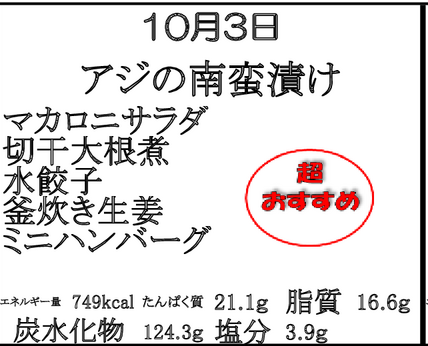 10月3日
アジの南蛮漬け
マカロニサラダ
切干大根煮
水餃子
釜炊き生姜
ミニハンバーグ
超
おすすめ
エネルギー量 749kcal たんぱく質 21.1g 脂質 16.6g
炭水化物 124.3g 塩分 3.9g